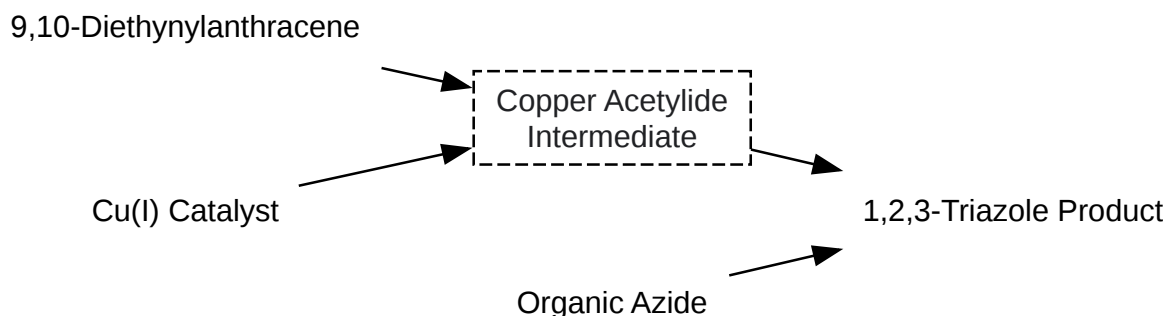 9,10-Diethynylanthracene
Copper Acetylide
Intermediate
Cu(I) Catalyst
1,2,3-Triazole Product
Organic Azide